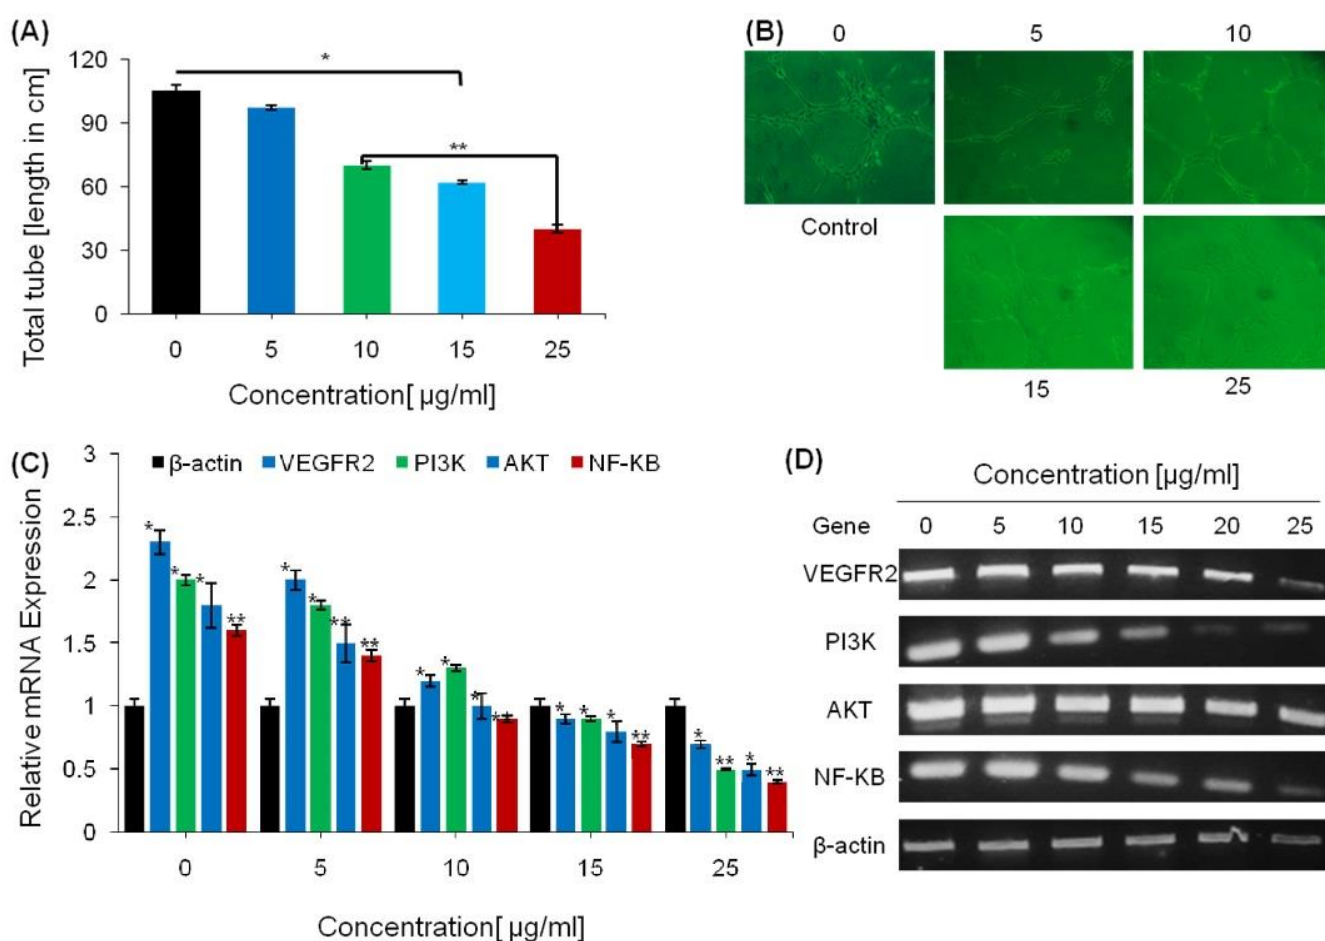 (A)
Total tube [length in cm]
120
90
60
30
0
*
**
0 5 10 15 25
Concentration[ µg/ml]
(B)
0 5 10
Control
15 25
(C)
Relative mRNA Expression
β-actin VEGFR2 PI3K AKT NF-KB
3
2.5
2
1.5
1
0.5
0
* * * **
* * ** **
* * * **
* * * **
* ** * **
0 5 10 15 25
Concentration[ µg/ml]
(D)
Concentration [µg/ml]
Gene 0 5 10 15 20 25
VEGFR2
PI3K
AKT
NF-KB
β-actin